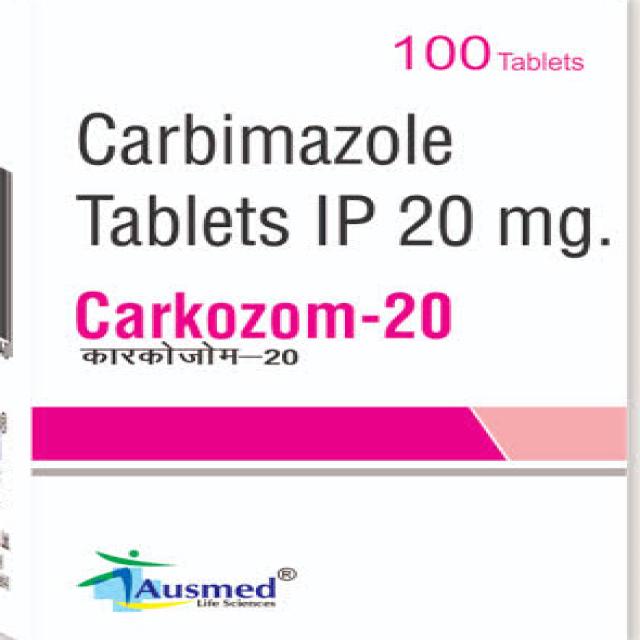 100 Tablets
Carbimazole
Tablets IP 20 mg.
Carkozom-20
कारकोजोम–20
Ausmed®
Life Sciences